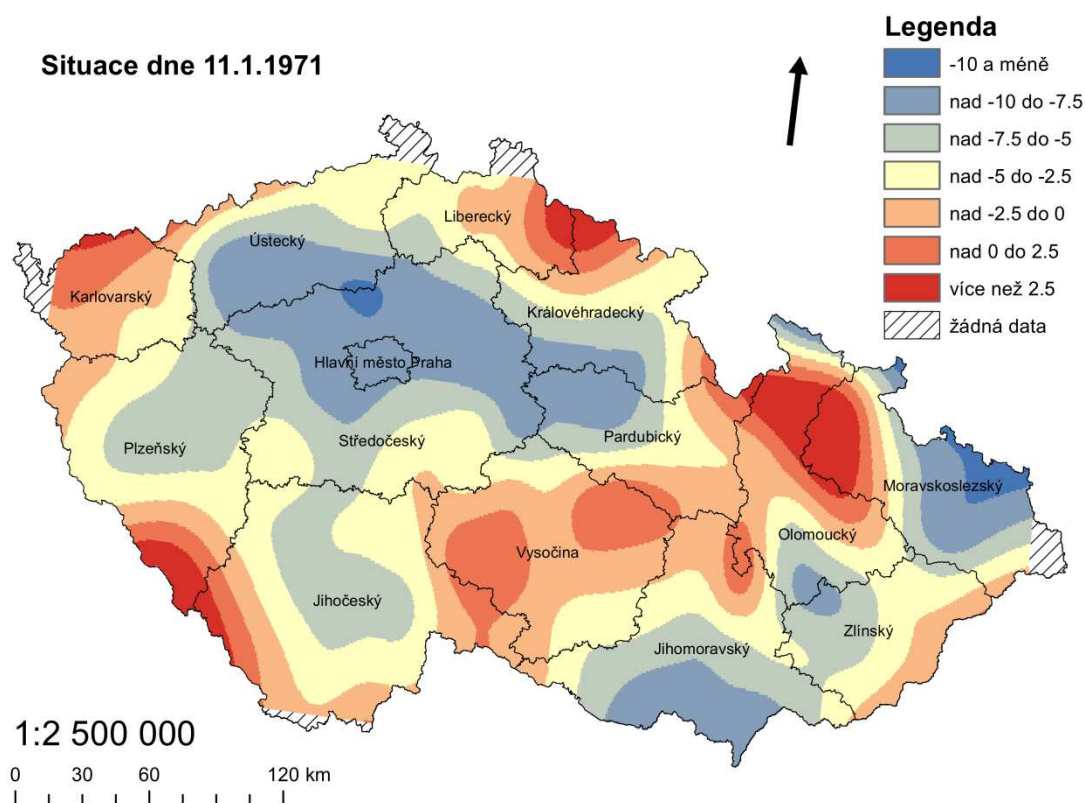 Situace dne 11.1.1971
Legenda
-10 a méně
nad -10 do -7.5
nad -7.5 do -5
nad -5 do -2.5
nad -2.5 do 0
nad 0 do 2.5
více než 2.5
žádná data
Liberecký
Ústecký
Karlovarský
Královéhradecký
Hlavní město Praha
Středočeský
Pardubický
Plzeňský
Moravskoslezský
Olomoucký
Vysočina
Jihočeský
Zlínský
Jihomoravský
1:2 500 000
0 30 60 120 km